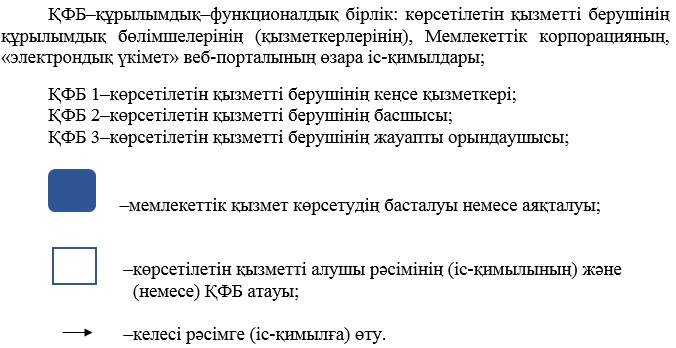 ҚФБ–құрылымдық–функционалдық бірлік: көрсетілетін қызметті берушінің
құрылымдық бөлімшелерінің (қызметкерлерінің), Мемлекеттік корпорацияның,
«электрондық үкімет» веб-порталының өзара іс-қимылдары;
ҚФБ 1–көрсетілетін қызметті берушінің кеңсе қызметкері;
ҚФБ 2–көрсетілетін қызметті берушінің басшысы;
ҚФБ 3–көрсетілетін қызметті берушінің жауапты орындаушысы;
–мемлекеттік қызмет көрсетудің басталуы немесе аяқталуы;
–көрсетілетін қызметті алушы рәсімінің (іс-қимылының) және
(немесе) ҚФБ атауы;
–келесі рәсімге (іс-қимылға) өту.